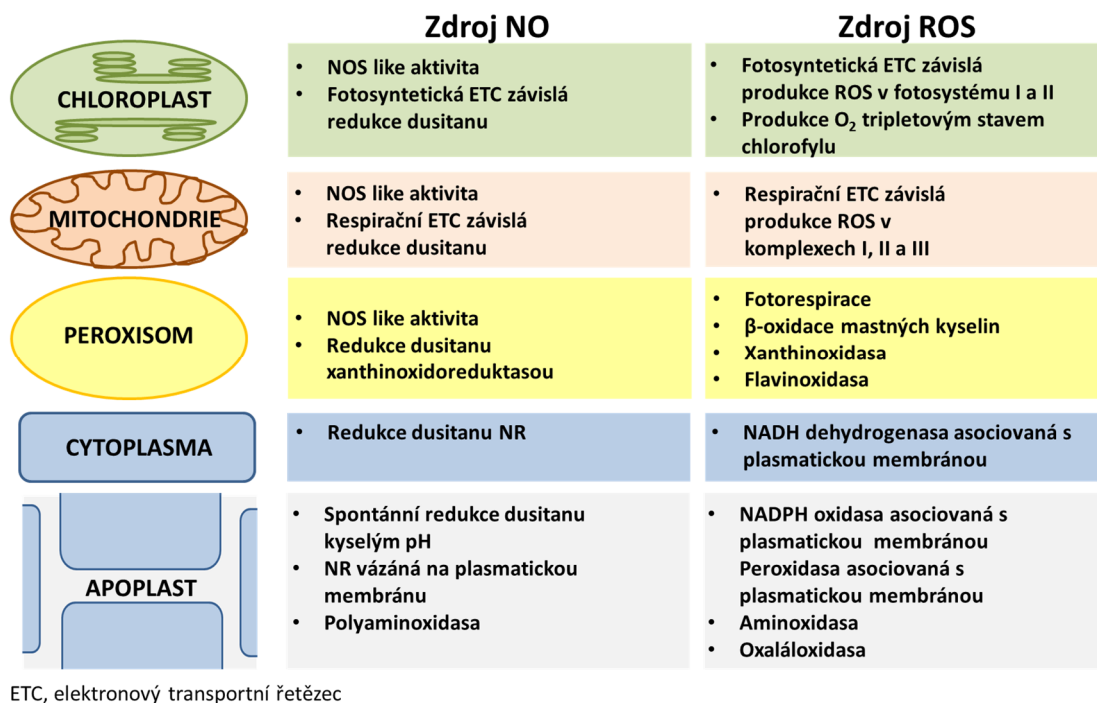 Zdroj NO
Zdroj ROS
CHLOROPLAST
• NOS like aktivita
• Fotosyntetická ETC závislá
redukce dusitanu
• Fotosyntetická ETC závislá
produkce ROS v fotosystému I a II
• Produkce O₂ tripletovým stavem
chlorofylu
MITOCHONDRIE
• NOS like aktivita
• Respirační ETC závislá
redukce dusitanu
• Respirační ETC závislá
produkce ROS v
komplexech I, II a III
PEROXISOM
• NOS like aktivita
• Redukce dusitanu
xanthinoxidoreduktasou
• Fotorespirace
• β-oxidace mastných kyselin
• Xanthinoxidasa
• Flavinoxidasa
CYTOPLASMA
• Redukce dusitanu NR
• NADH dehydrogenasa asociovaná s
plasmatickou membránou
APOPLAST
• Spontánní redukce dusitanu
kyselým pH
• NR vázáná na plasmatickou
membránu
• Polyaminoxidasa
• NADPH oxidasa asociovaná s
plasmatickou membránou
Peroxidasa asociovaná s
plasmatickou membránou
• Aminoxidasa
• Oxaláloxidasa
ETC, elektronový transportní řetězec